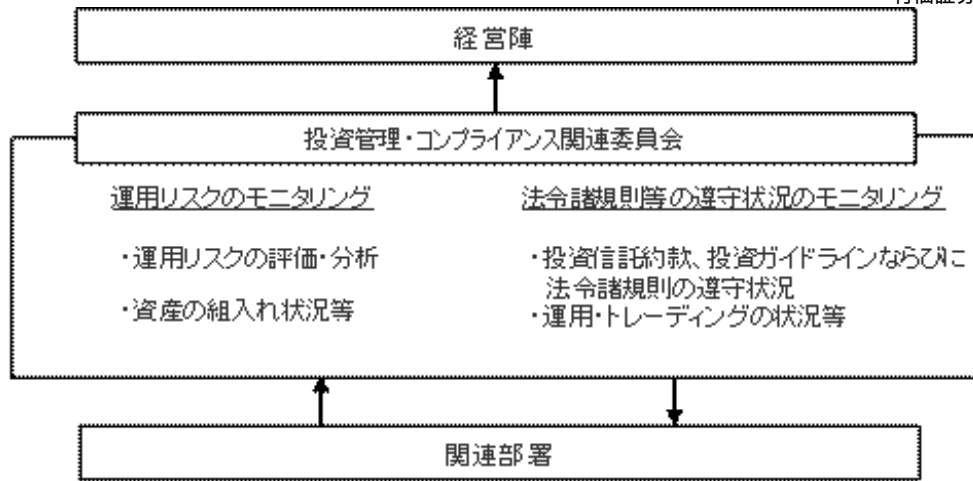 経営陣
投資管理・コンプライアンス関連委員会
運用リスクのモニタリング
法令諸規則等の遵守状況のモニタリング
・運用リスクの評価・分析
・資産の組入れ状況等
・投資信託約款、投資ガイドラインならびに
法令諸規則の遵守状況
・運用・トレーディングの状況等
関連部署